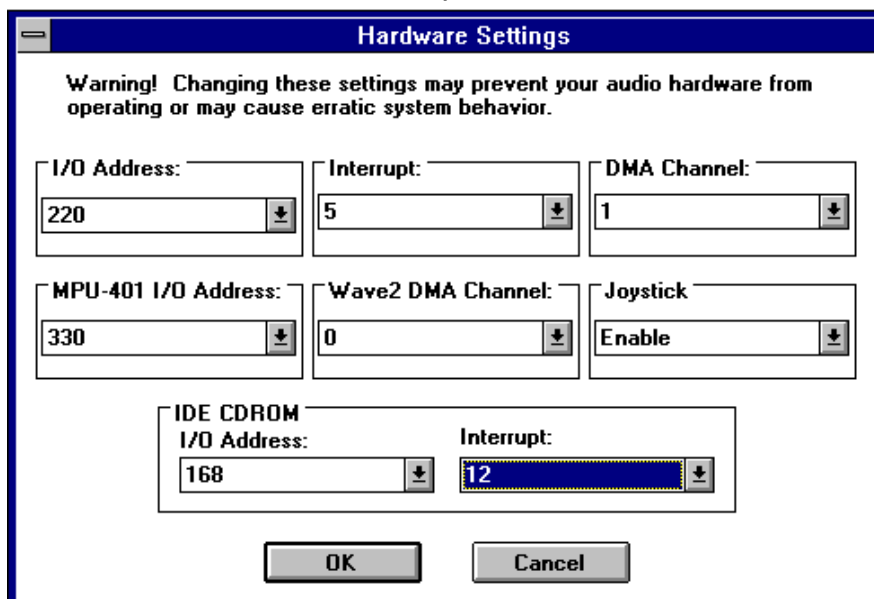 Hardware Settings
Warning! Changing these settings may prevent your audio hardware from
operating or may cause erratic system behavior.
I/O Address:
220
Interrupt:
5
DMA Channel:
1
MPU-401 I/O Address:
330
Wave2 DMA Channel:
0
Joystick
Enable
IDE CDROM
I/O Address:
168
Interrupt:
12
OK
Cancel